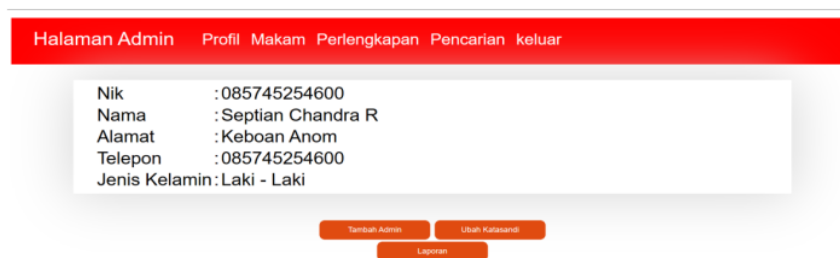 Halaman Admin Profil Makam Perlengkapan Pencarian keluar
Nik :085745254600
Nama :Septian Chandra R
Alamat :Keboan Anom
Telepon :085745254600
Jenis Kelamin:Laki - Laki
Tambah Admin Ubah Katasandi
Laporan